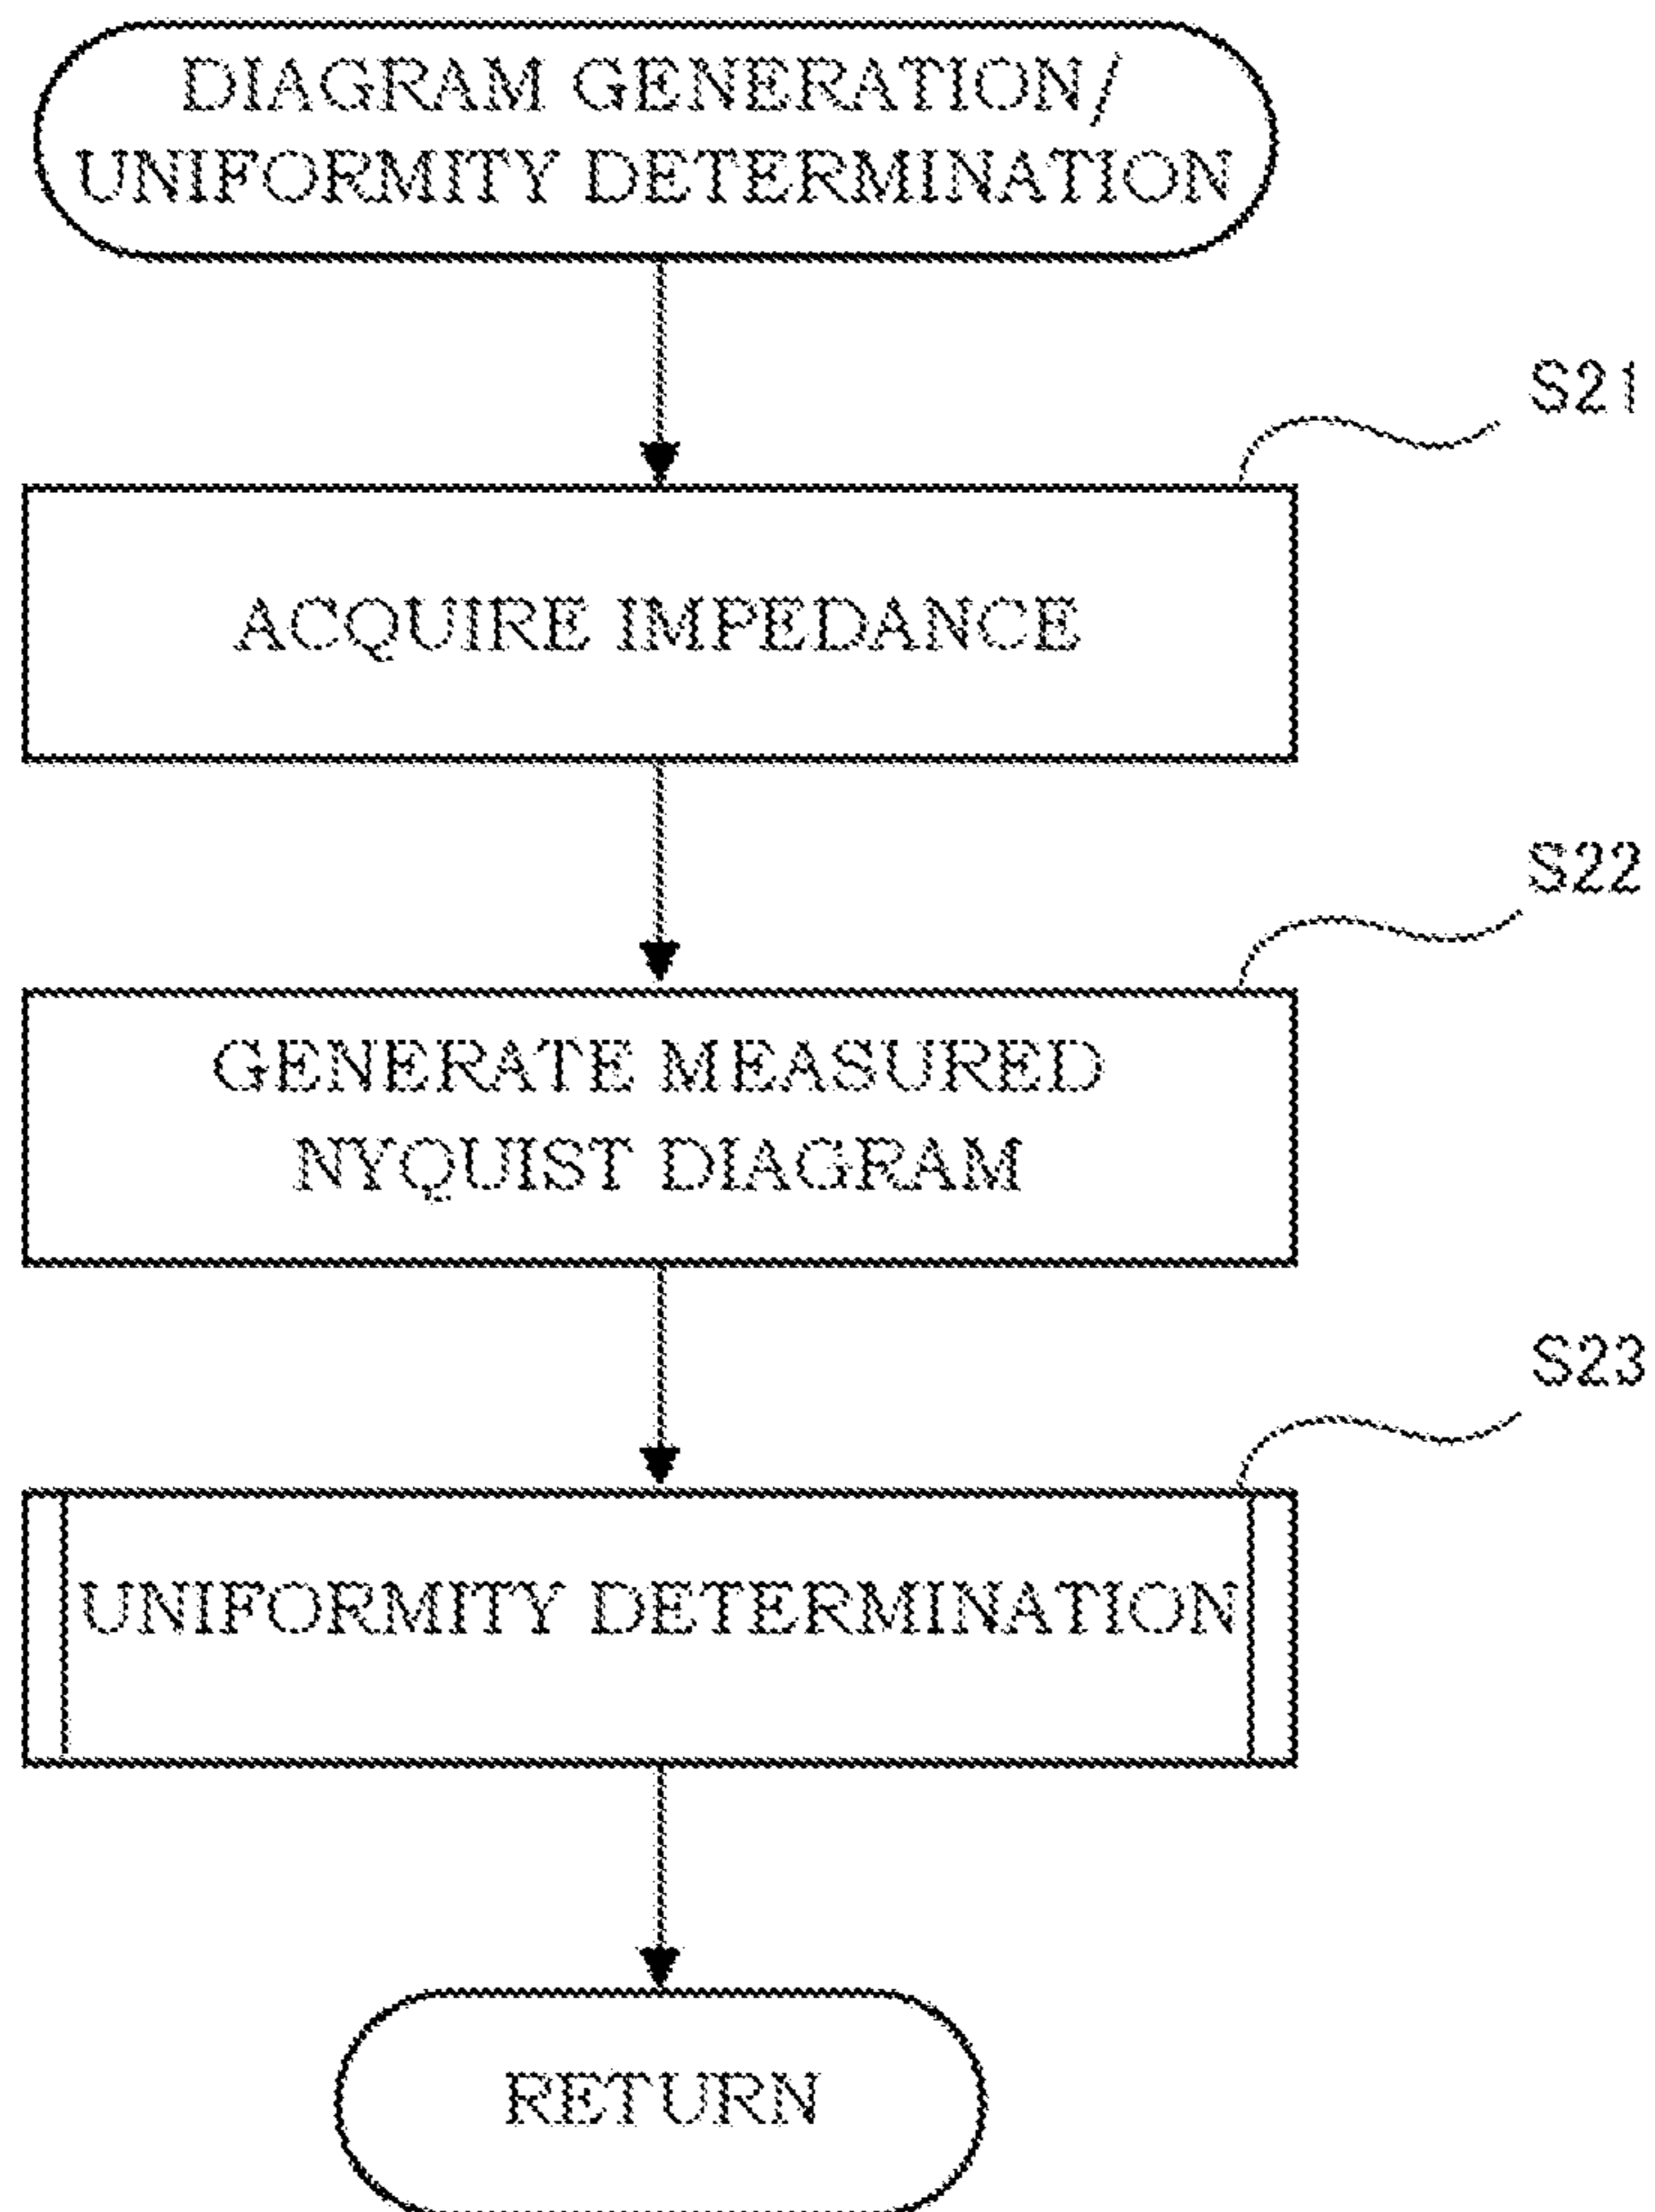 DIAGRAM GENERATION/
UNIFORMITY DETERMINATION
S21
ACQUIRE IMPEDANCE
S22
GENERATE MEASURED
NYQUIST DIAGRAM
S23
UNIFORMITY DETERMINATION
RETURN